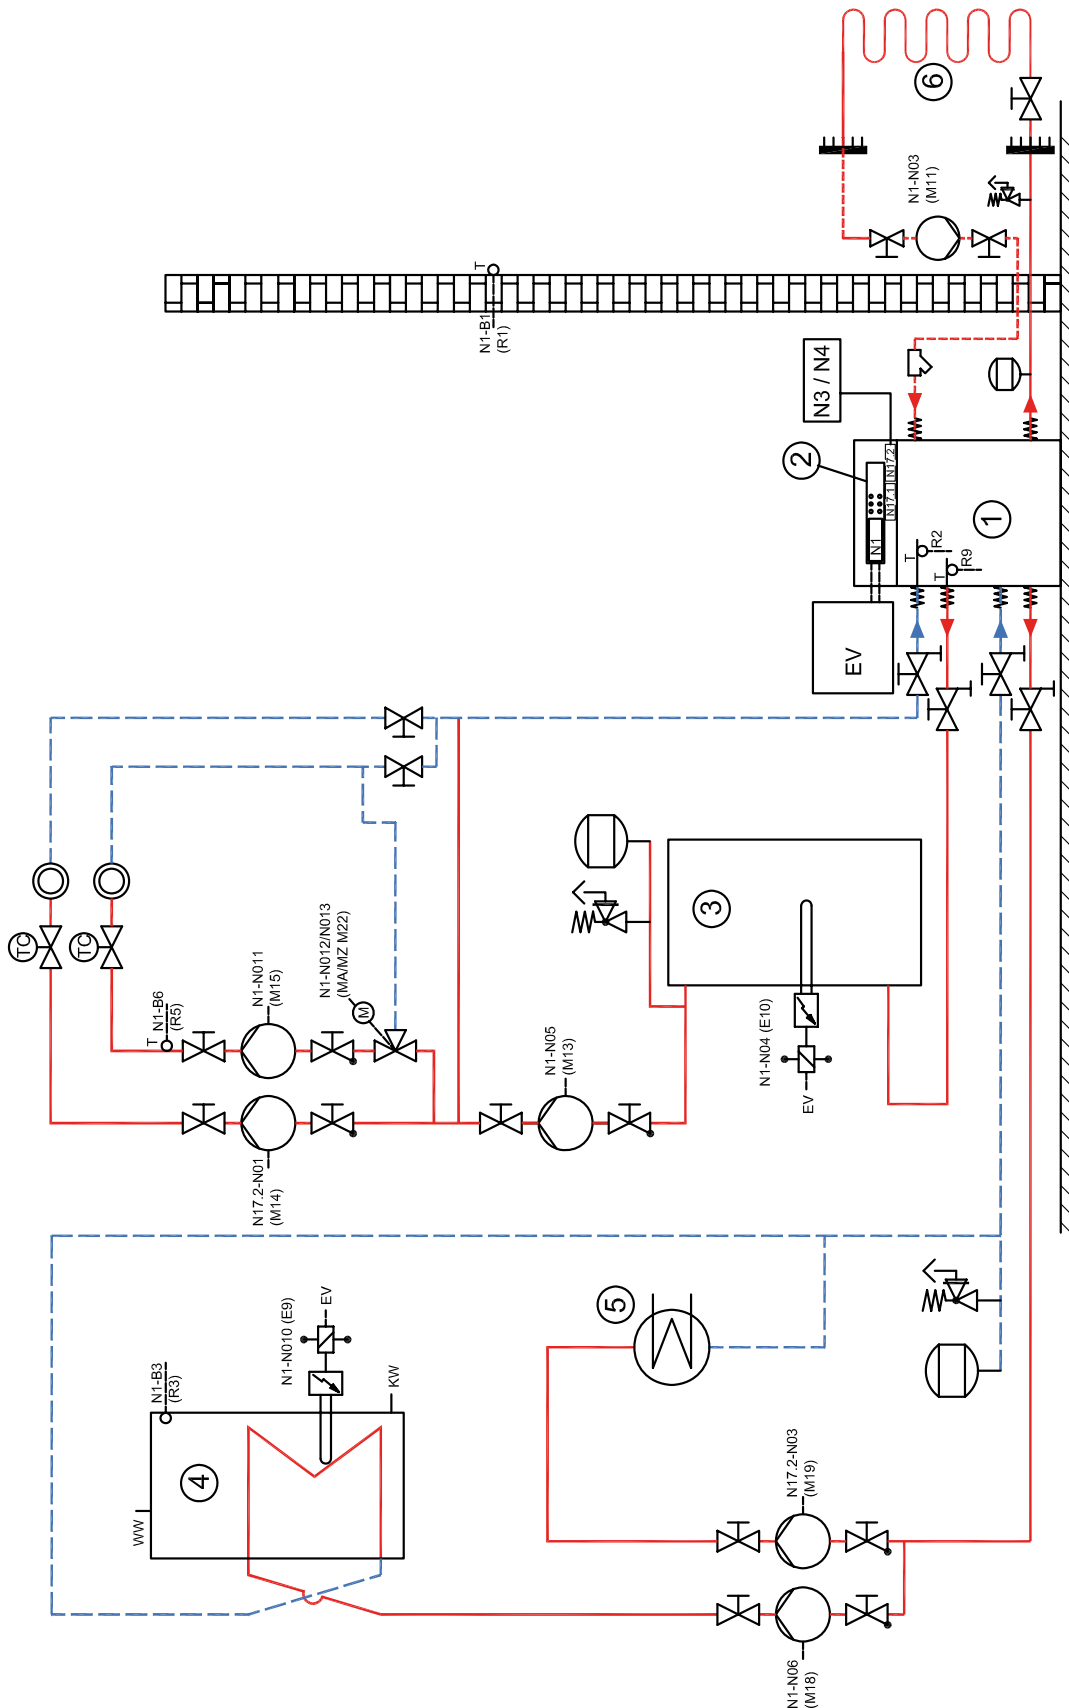 6
N1-N03
(M11)
T
N1-B1
(R1)
N3 / N4
2
N17.2
N17.1
N1
1
T
R2
T
R9
EV
TC
TC
T
N1-B6
(R5)
N1-N011
(M15)
N1-N012/N013
(MA/MZ M22)
M
N17.2-N01
(M14)
N1-N05
(M13)
3
N1-N04 (E10)
EV
N1-B3
(R3)
N1-N010 (E9)
EV
KW
WW
4
5
N17.2-N03
(M19)
N1-N06
(M18)